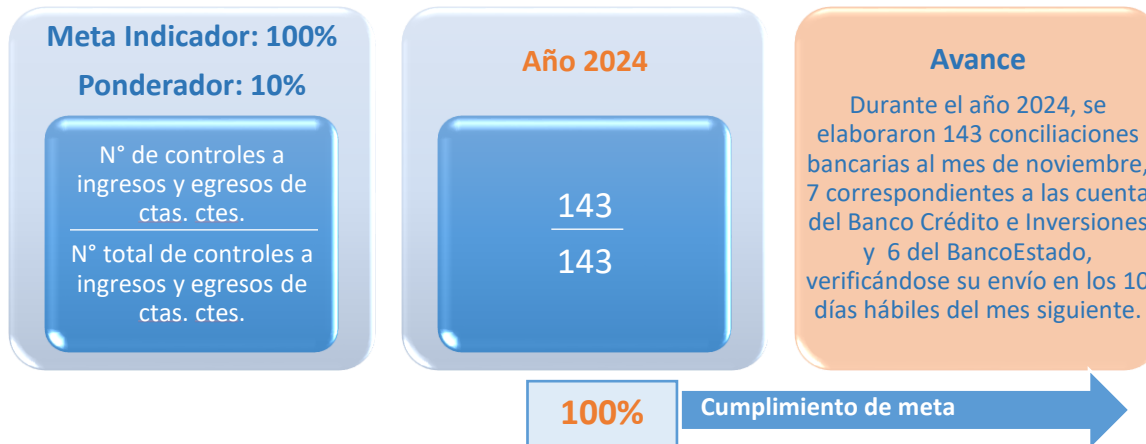 Meta Indicador: 100%
Ponderador: 10%
N° de controles a
ingresos y egresos de
ctas. ctes.
N° total de controles a
ingresos y egresos de
ctas. ctes.
Año 2024
143
143
Avance
Durante el año 2024, se
elaboraron 143 conciliaciones
bancarias al mes de noviembre,
7 correspondientes a las cuenta
del Banco Crédito e Inversiones
y 6 del BancoEstado,
verificándose su envío en los 10
días hábiles del mes siguiente.
100%
Cumplimiento de meta